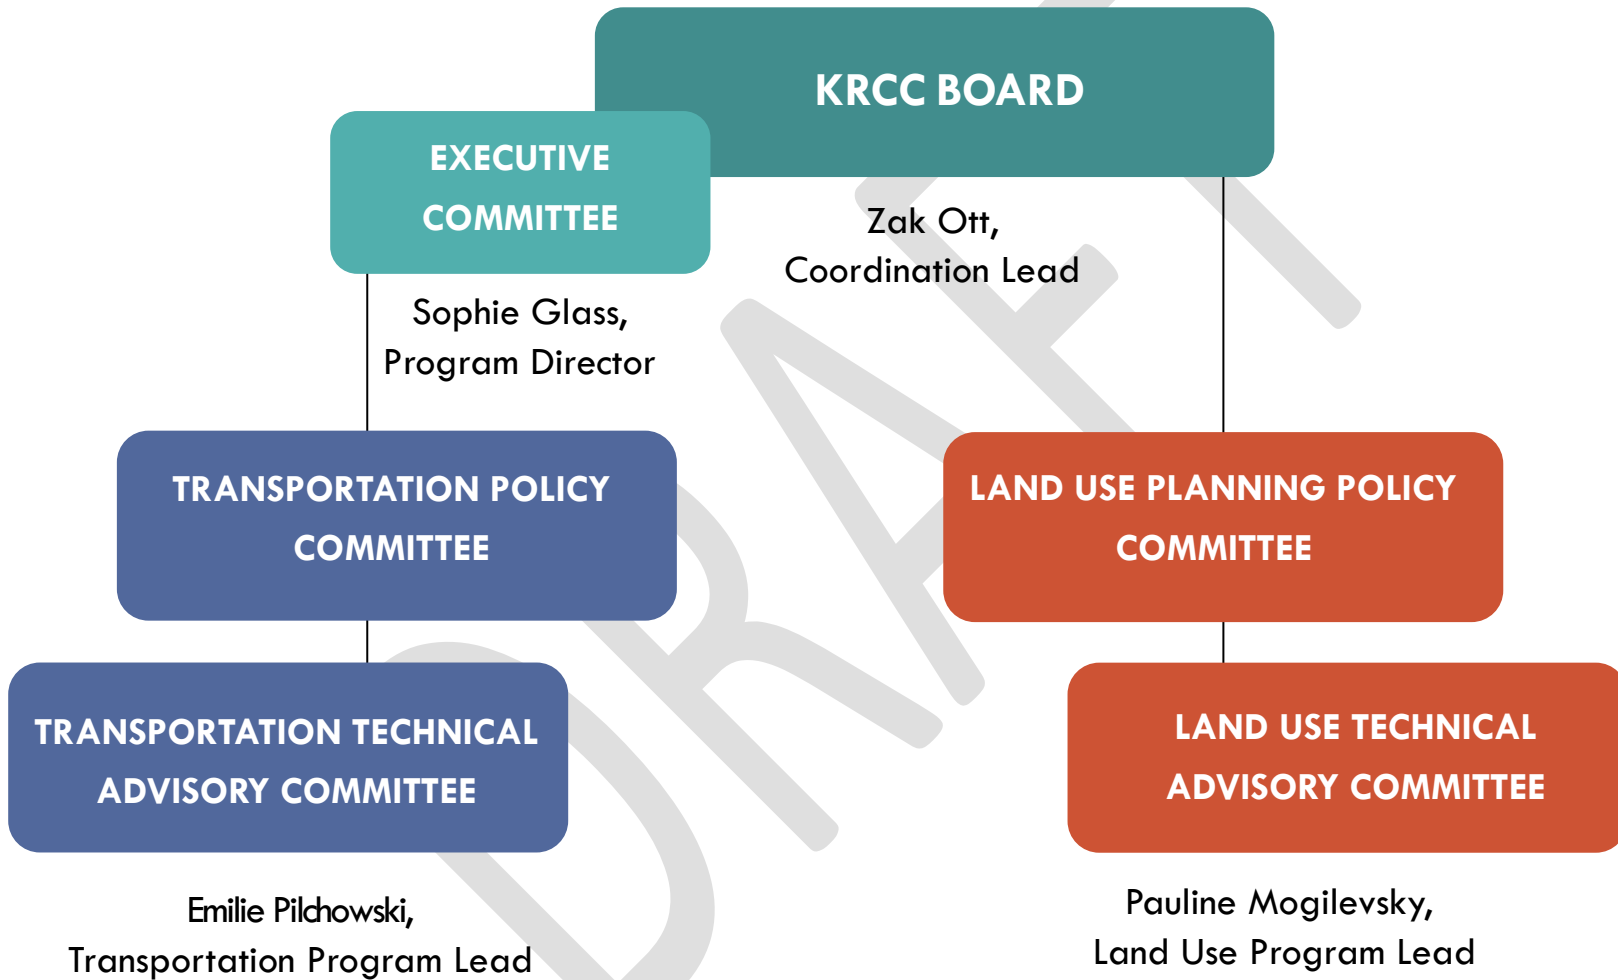 KRCC BOARD
EXECUTIVE
COMMITTEE
Zak Ott,
Coordination Lead
Sophie Glass,
Program Director
TRANSPORTATION POLICY
COMMITTEE
LAND USE PLANNING POLICY
COMMITTEE
TRANSPORTATION TECHNICAL
ADVISORY COMMITTEE
LAND USE TECHNICAL
ADVISORY COMMITTEE
Emilie Pilchowski,
Transportation Program Lead
Pauline Mogilevsky,
Land Use Program Lead
DRAFT